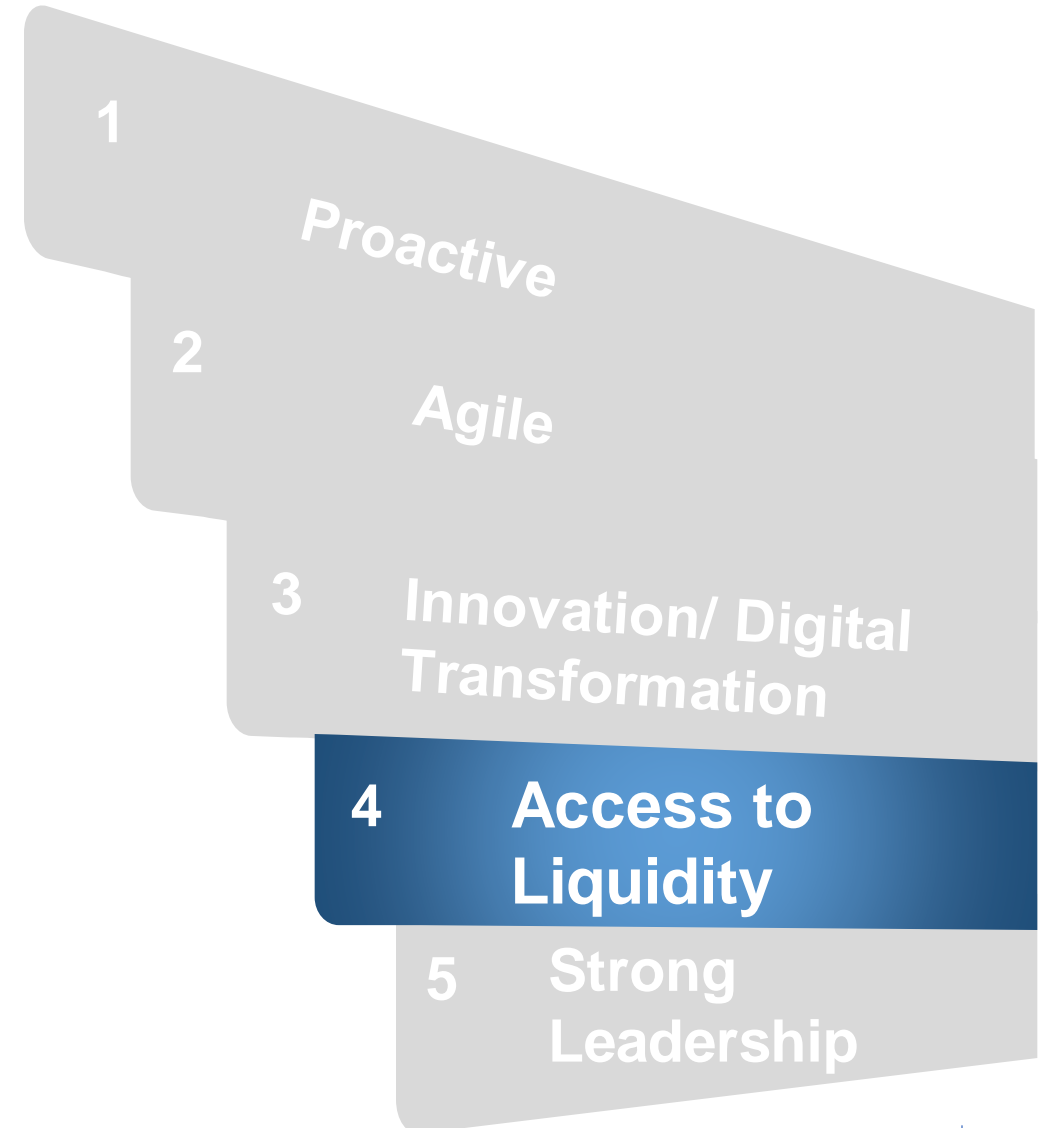 1
Proactive
2
Agile
3
Innovation/ Digital
Transformation
4
Access to
Liquidity
5
Strong
Leadership